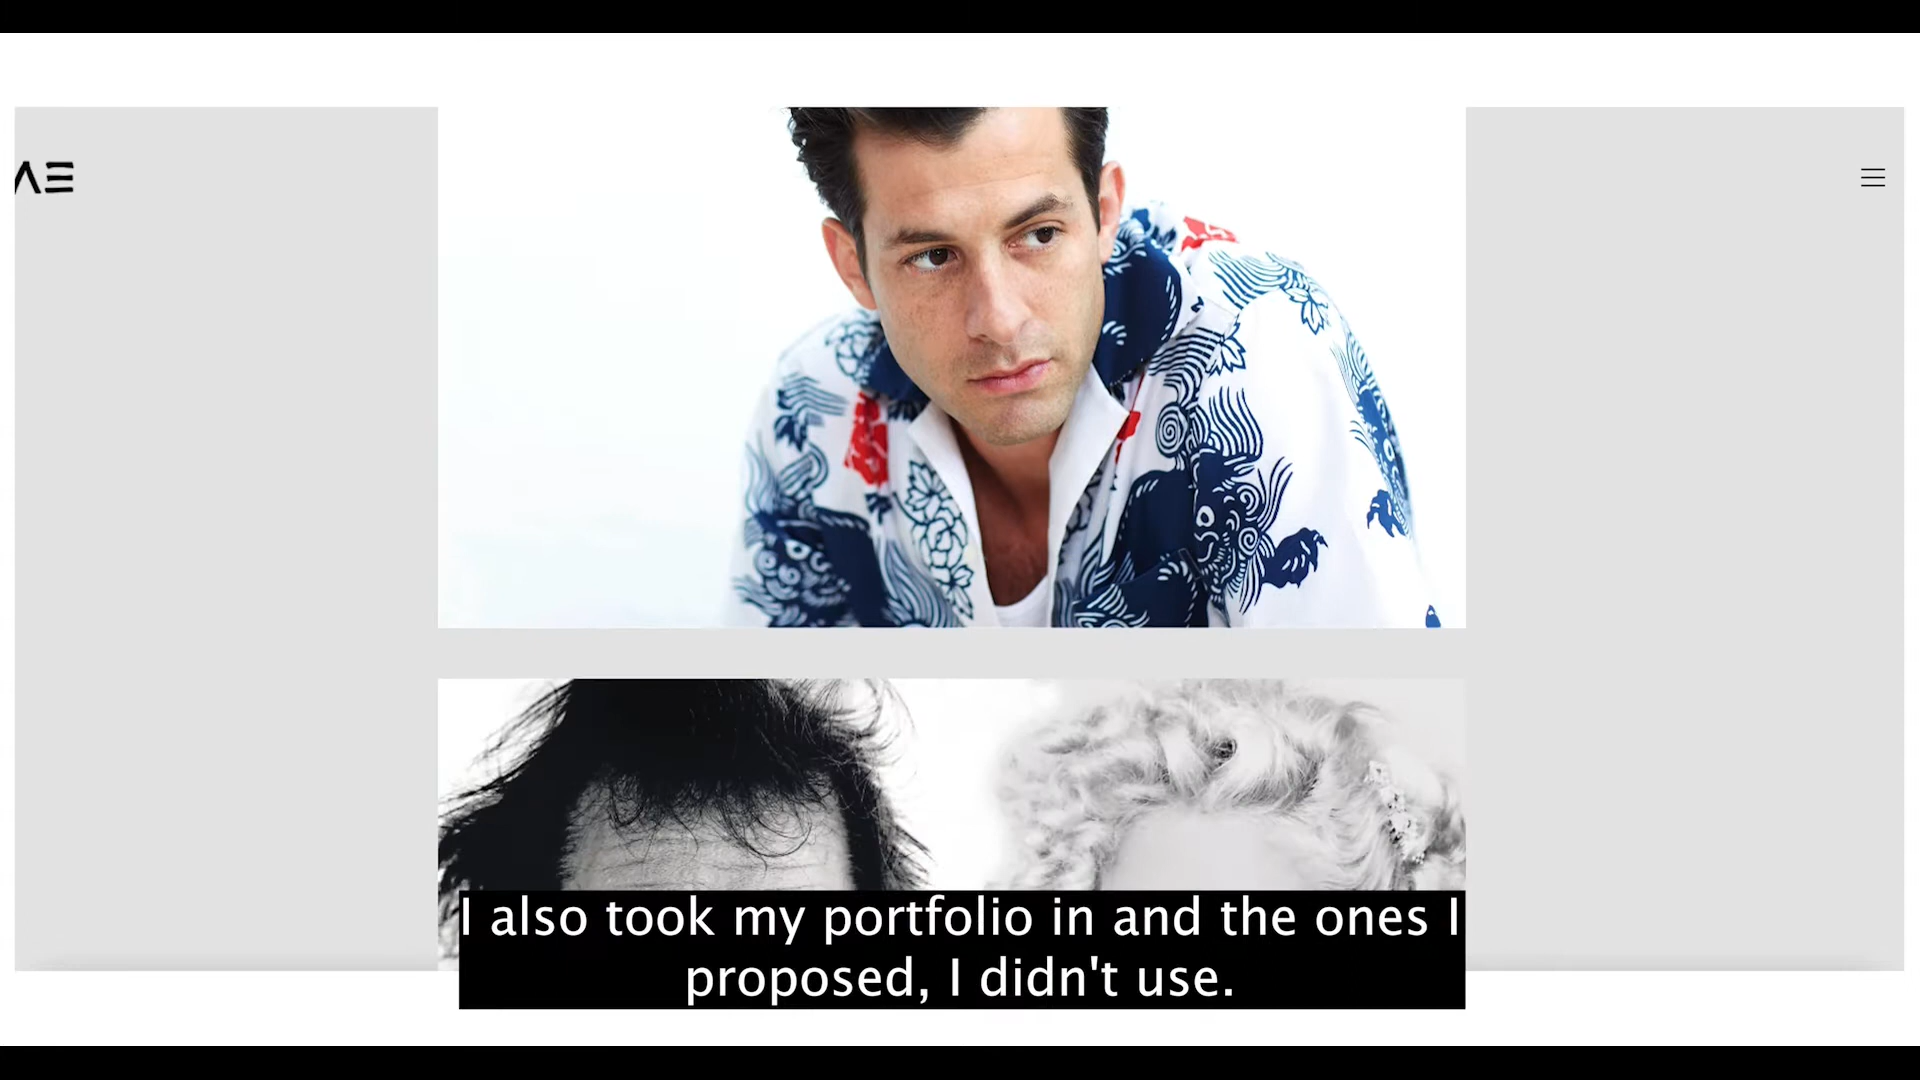 ΛΞ
I also took my portfolio in and the ones I
proposed, I didn't use.